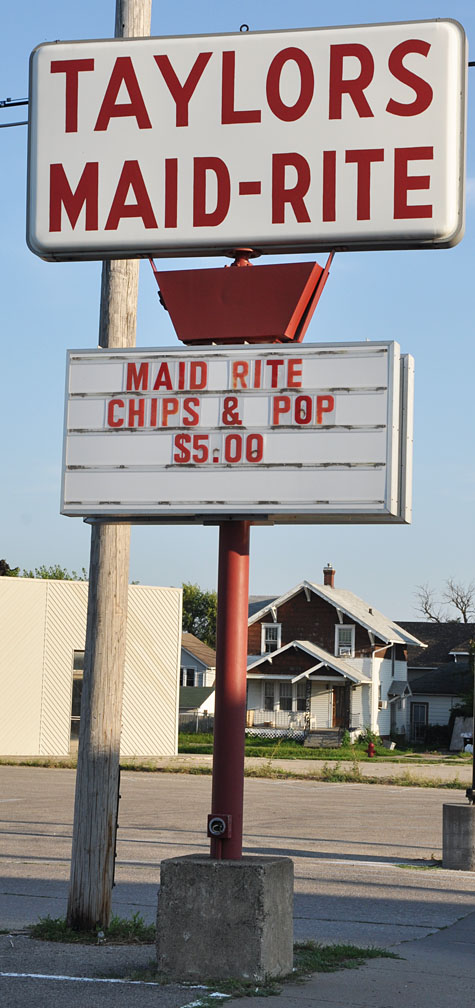 TAYLORS
MAID-RITE
MAID RITE
CHIPS & POP
$5.00